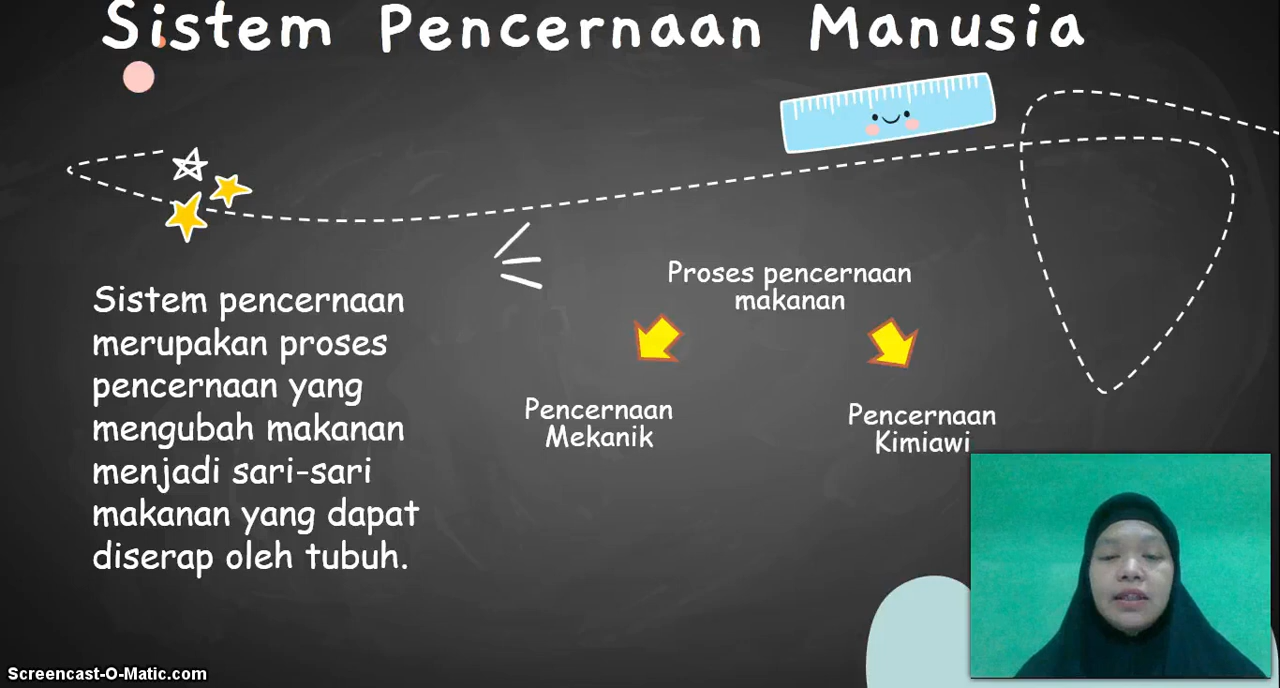 Sistem Pencernaan Manusia
Sistem pencernaan
merupakan proses
pencernaan yang
mengubah makanan
menjadi sari-sari
makanan yang dapat
diserap oleh tubuh.
Proses pencernaan
makanan
Pencernaan
Mekanik
Pencernaan
Kimiawi
Screencast-O-Matic.com